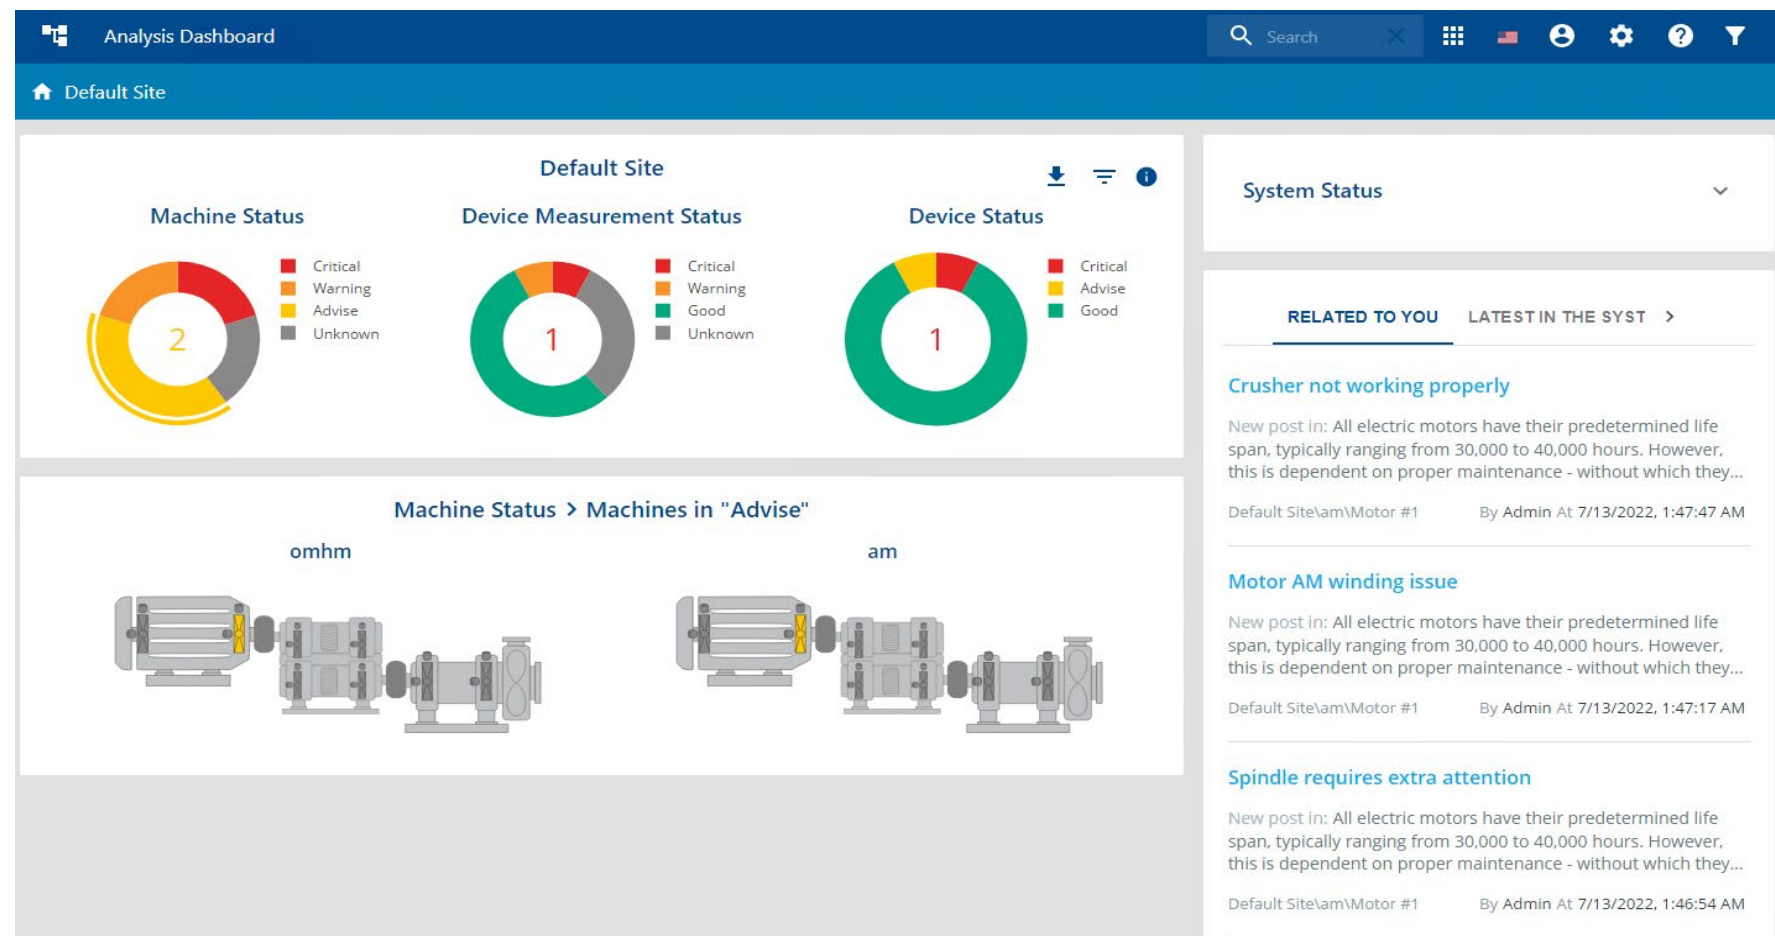 Analysis Dashboard
Search
Default Site
Default Site
Machine Status
Critical
Warning
Advise
Unknown
2
Device Measurement Status
Critical
Warning
Good
Unknown
1
Device Status
Critical
Advise
Good
1
Machine Status > Machines in "Advise"
omhm
am
System Status
RELATED TO YOU
LATEST IN THE SYST
Crusher not working properly
New post in: All electric motors have their predetermined life
span, typically ranging from 30,000 to 40,000 hours. However,
this is dependent on proper maintenance - without which they...
Default Site\am\Motor #1 By Admin At 7/13/2022, 1:47:47 AM
Motor AM winding issue
New post in: All electric motors have their predetermined life
span, typically ranging from 30,000 to 40,000 hours. However,
this is dependent on proper maintenance - without which they...
Default Site\am\Motor #1 By Admin At 7/13/2022, 1:47:17 AM
Spindle requires extra attention
New post in: All electric motors have their predetermined life
span, typically ranging from 30,000 to 40,000 hours. However,
this is dependent on proper maintenance - without which they...
Default Site\am\Motor #1 By Admin At 7/13/2022, 1:46:54 AM